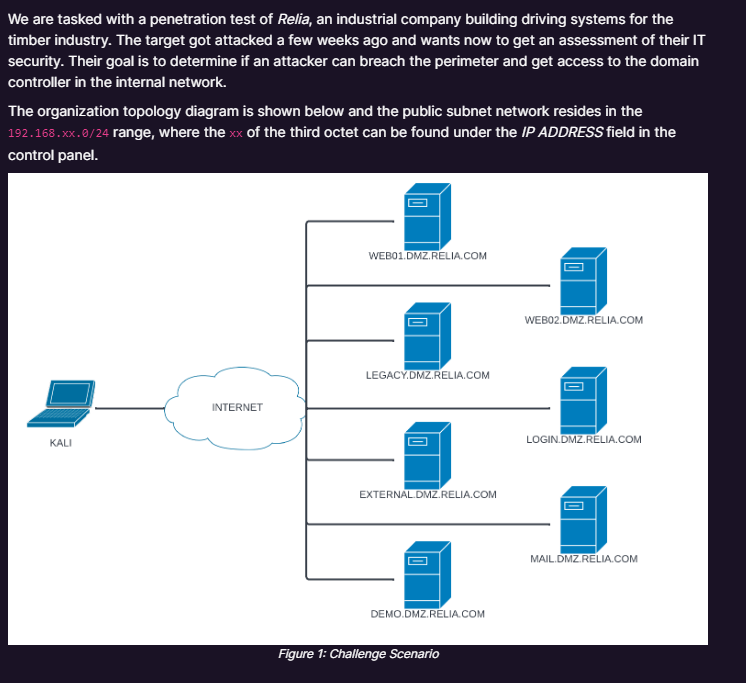 We are tasked with a penetration test of Relia, an industrial company building driving systems for the
timber industry. The target got attacked a few weeks ago and wants now to get an assessment of their IT
security. Their goal is to determine if an attacker can breach the perimeter and get access to the domain
controller in the internal network.
The organization topology diagram is shown below and the public subnet network resides in the
192.168.xx.0/24 range, where the xx of the third octet can be found under the IP ADDRESS field in the
control panel.
WEB01.DMZ.RELIA.COM
WEB02.DMZ.RELIA.COM
LEGACY.DMZ.RELIA.COM
INTERNET
KALI
LOGIN.DMZ.RELIA.COM
EXTERNAL.DMZ.RELIA.COM
MAIL.DMZ.RELIA.COM
DEMO.DMZ.RELIA.COM
Figure 1: Challenge Scenario